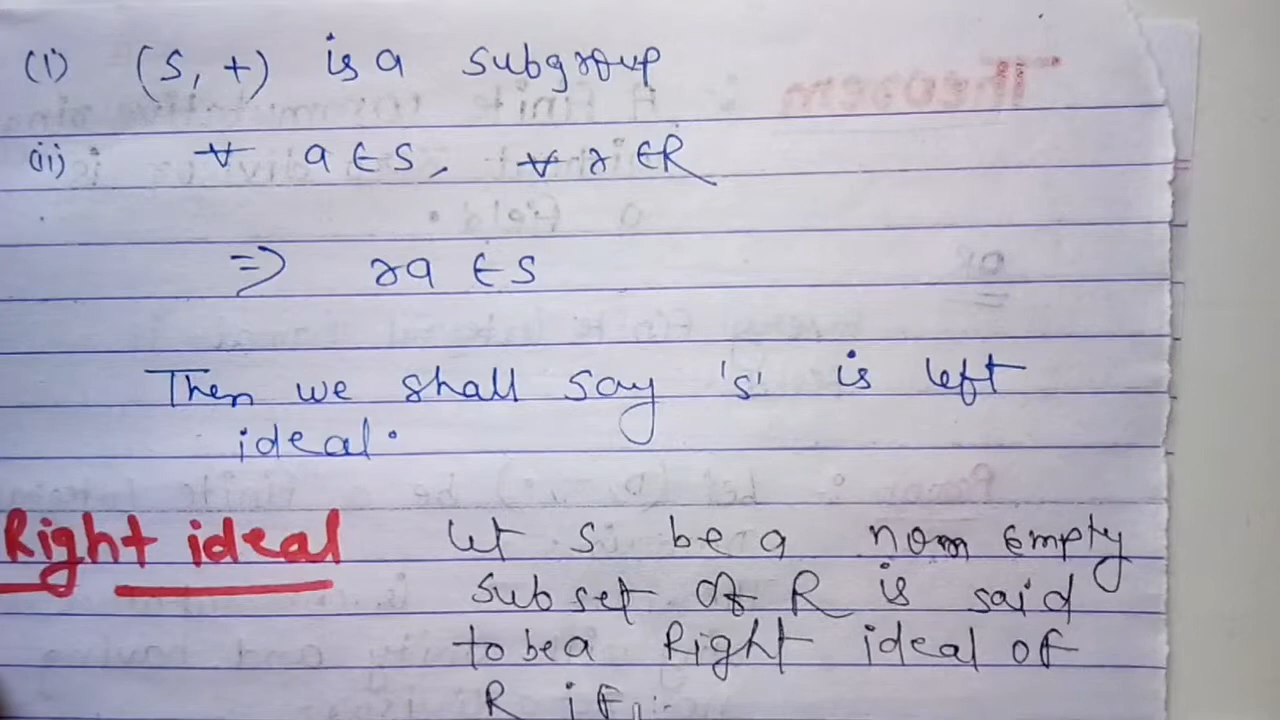 (i) (S, +) is a subgroup
(ii) ∀ a ∈ S, ∀ r ∈ R
=> ra ∈ S
Then we shall say 's' is left
ideal.
Right ideal Let S be a non empty
subset of R is said
to be a Right ideal of
R if,:-